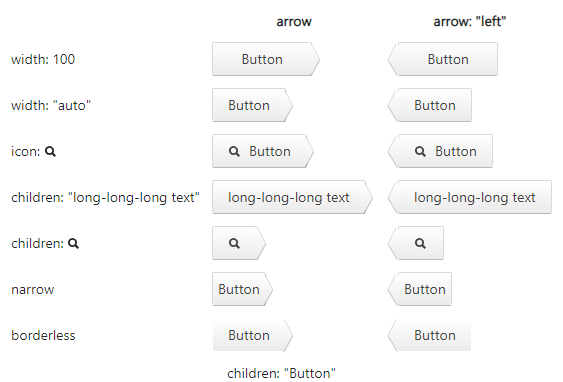 arrow arrow: "left"
width: 100 Button Button
width: "auto" Button Button
icon: Button Button
children: "long-long-long text" long-long-long text long-long-long text
children:
narrow Button Button
borderless Button Button
children: "Button"